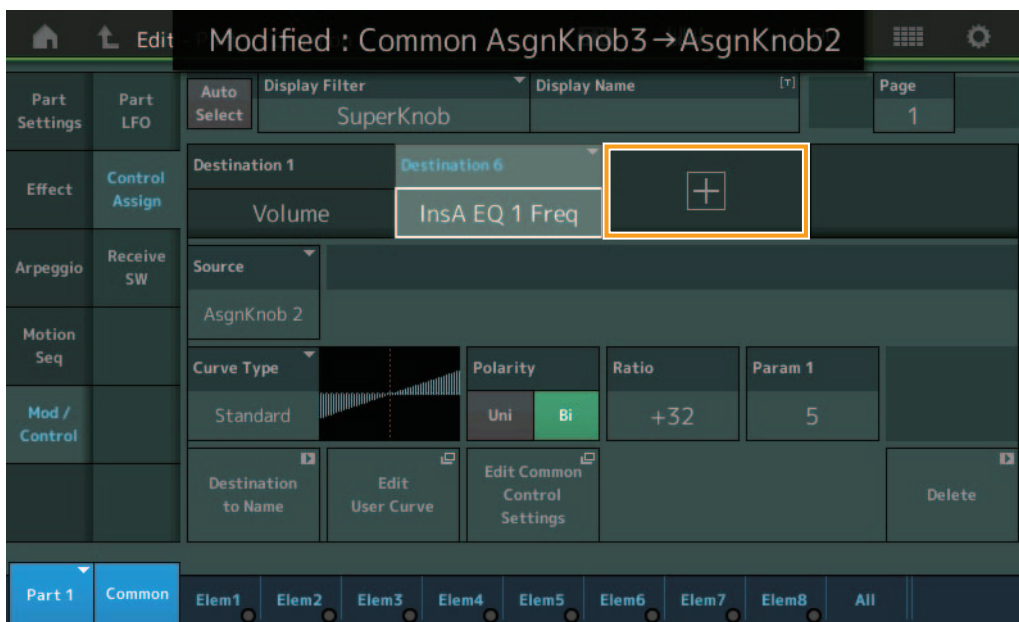 Edit
Modified : Common AsgnKnob3→AsgnKnob2
Part Settings
Part LFO
Auto Select
Display Filter
SuperKnob
Display Name
[T]
Page
1
Effect
Control Assign
Destination 1
Volume
Destination 6
InsA EQ 1 Freq
Arpeggio
Receive SW
Source
AsgnKnob 2
Motion Seq
Curve Type
Standard
Polarity
Uni
Bi
Ratio
+32
Param 1
5
Mod / Control
Destination to Name
Edit User Curve
Edit Common Control Settings
Delete
Part 1
Common
Elem1
Elem2
Elem3
Elem4
Elem5
Elem6
Elem7
Elem8
All